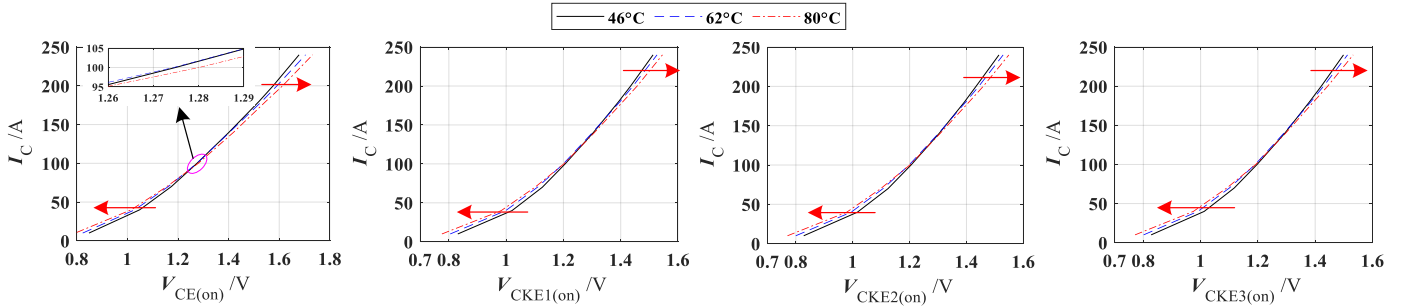 46°C 62°C 80°C
250
200
150
100
50
0
0.8 1 1.2 1.4 1.6 1.8
I_C /A
V_CE(on) /V
105
100
95
1.26 1.27 1.28 1.29
250
200
150
100
50
0
0.7 0.8 1 1.2 1.4 1.6
I_C /A
V_CKE1(on) /V
250
200
150
100
50
0
0.7 0.8 1 1.2 1.4 1.6
I_C /A
V_CKE2(on) /V
250
200
150
100
50
0
0.7 0.8 1 1.2 1.4 1.6
I_C /A
V_CKE3(on) /V